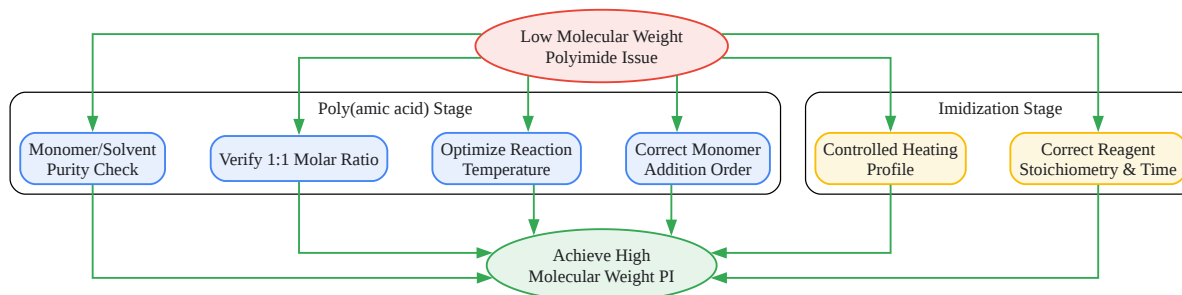 Low Molecular Weight
Polyimide Issue
Poly(amic acid) Stage
Imidization Stage
Monomer/Solvent
Purity Check
Verify 1:1 Molar Ratio
Optimize Reaction
Temperature
Correct Monomer
Addition Order
Controlled Heating
Profile
Correct Reagent
Stoichiometry & Time
Achieve High
Molecular Weight PI